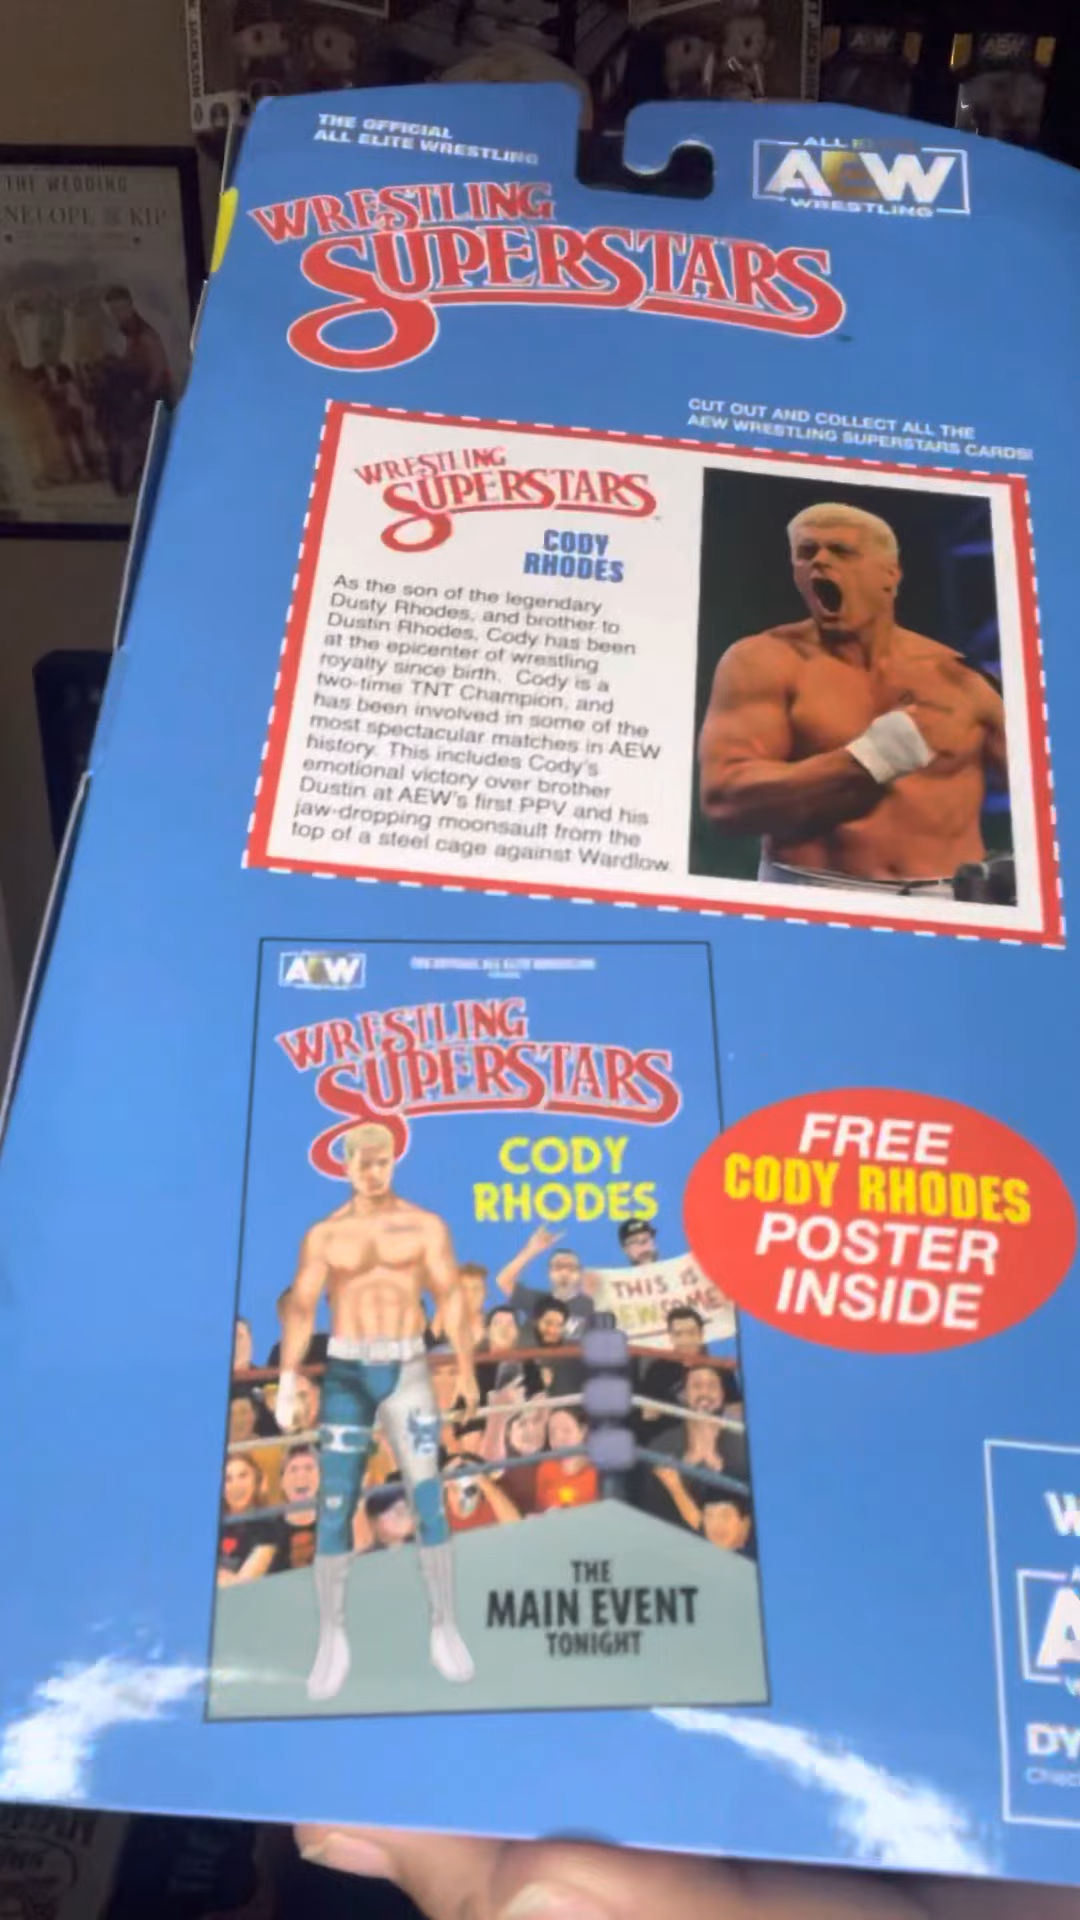 THE OFFICIAL
ALL ELITE WRESTLING
WRESTLING
SUPERSTARS
AEW
WRESTLING
THE WEDDING
CUT OUT AND COLLECT ALL THE
AEW WRESTLING SUPERSTARS CARDS!
WRESTLING
SUPERSTARS
CODY
RHODES
As the son of the legendary
Dusty Rhodes, and brother to
Dustin Rhodes, Cody has been
at the epicenter of wrestling
royalty since birth. Cody is a
two-time TNT Champion, and
has been involved in some of the
most spectacular matches in AEW
history. This includes Cody's
emotional victory over brother
Dustin at AEW's first PPV and his
jaw-dropping moonsault from the
top of a steel cage against Wardlow
AEW
WRESTLING
SUPERSTARS
CODY
RHODES
THIS IS
FREE
CODY RHODES
POSTER
INSIDE
THE
MAIN EVENT
TONIGHT